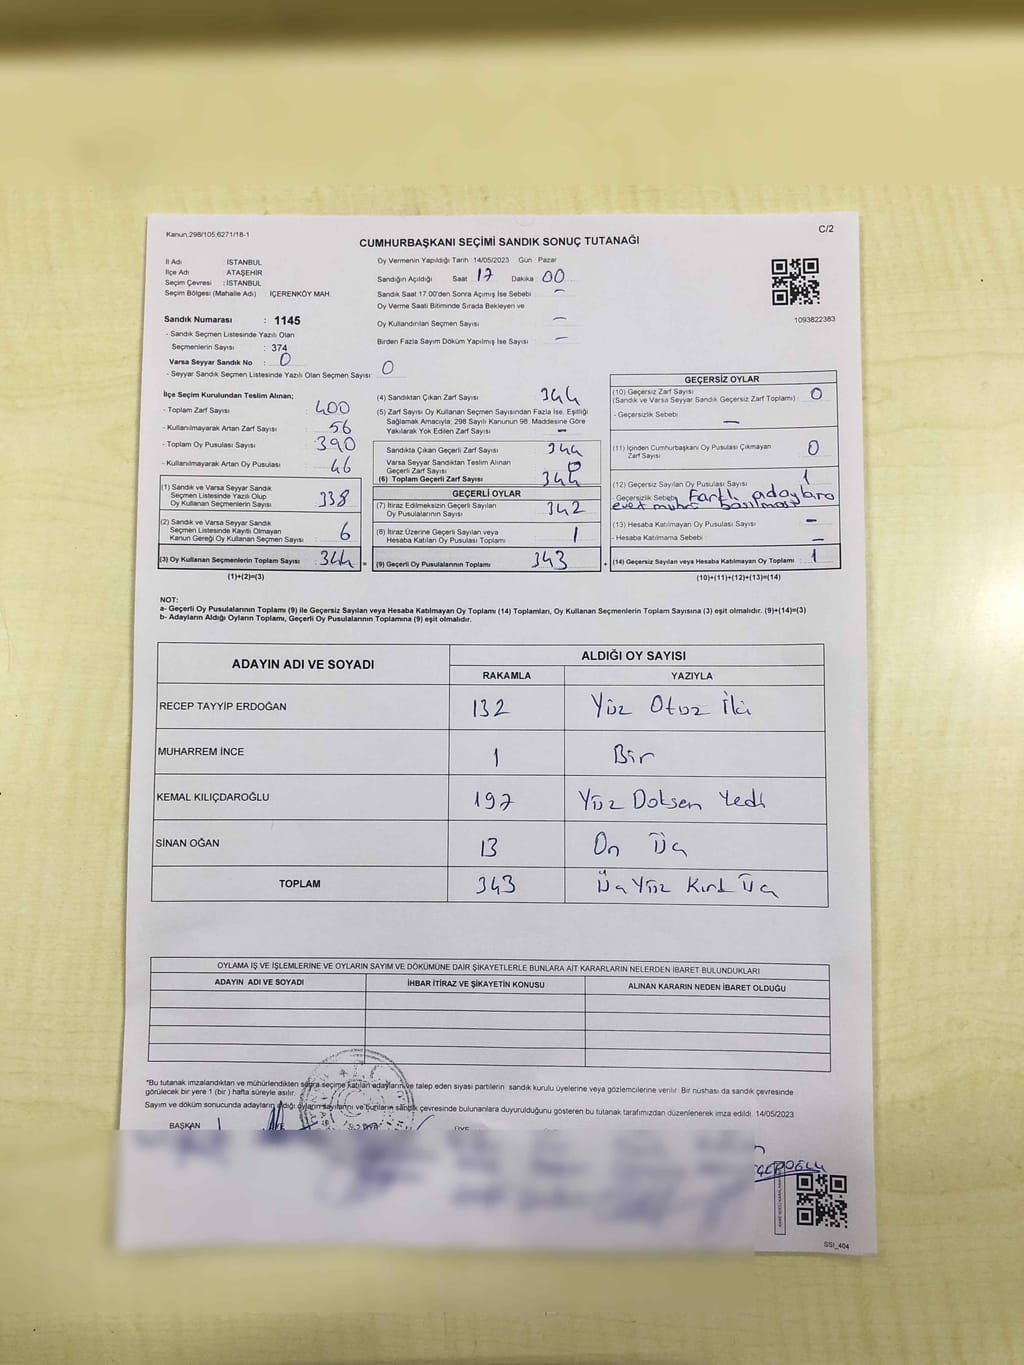 Kanun:298/105;6271/18-1
C/2
CUMHURBAŞKANI SEÇİMİ SANDIK SONUÇ TUTANAĞI
İl Adı : İSTANBUL
İlçe Adı : ATAŞEHİR
Seçim Çevresi : İSTANBUL
Seçim Bölgesi (Mahalle Adı) İÇERENKÖY MAH.
Oy Vermenin Yapıldığı Tarih :14/05/2023 Gün : Pazar
Sandığın Açıldığı Saat : 17 Dakika : 00
Sandık Saat 17:00'den Sonra Açımış İse Sebebi –
Oy Verme Saati Bitiminde Sırada Bekleyen ve
Oy Kullandırılan Seçmen Sayısı –
Birden Fazla Sayım Döküm Yapılmış İse Sayısı –
1093822383
Sandık Numarası : 1145
- Sandık Seçmen Listesinde Yazılı Olan
Seçmenlerin Sayısı : 374
Varsa Seyyar Sandık No : 0
- Seyyar Sandık Seçmen Listesinde Yazılı Olan Seçmen Sayısı: 0
İlçe Seçim Kurulundan Teslim Alınan;
- Toplam Zarf Sayısı : 400
- Kullanılmayarak Artan Zarf Sayısı : 56
- Toplam Oy Pusulası Sayısı : 390
- Kullanılmayarak Artan Oy Pusulası : 46
(1) Sandık ve Varsa Seyyar Sandık
Seçmen Listesinde Yazılı Olup
Oy Kullanan Seçmenlerin Sayısı : 338
(2) Sandık ve Varsa Seyyar Sandık
Seçmen Listesinde Kayıtlı Olmayan
Kanun Gereği Oy Kullanan Seçmen Sayısı : 6
(3) Oy Kullanan Seçmenlerin Toplam Sayısı : 344 =
(1)+(2)=(3)
(4) Sandıktan Çıkan Zarf Sayısı : 344
(5) Zarf Sayısı Oy Kullanan Seçmen Sayısından Fazla İse, Eşitliği
Sağlamak Amacıyla; 298 Sayılı Kanunun 98. Maddesine Göre
Yakılarak Yok Edilen Zarf Sayısı : –
Sandıkta Çıkan Geçerli Zarf Sayısı : 344
Varsa Seyyar Sandıktan Teslim Alınan
Geçerli Zarf Sayısı : 0
(6) Toplam Geçerli Zarf Sayısı : 344
GEÇERLİ OYLAR
(7) İtiraz Edilmeksizin Geçerli Sayılan
Oy Pusulasının Sayısı : 342
(8) İtiraz Üzerine Geçerli Sayılan veya
Hesaba Katılan Oy Pusulası Toplamı : 1
(9) Geçerli Oy Pusulalarının Toplamı : 343 +
GEÇERSİZ OYLAR
(10) Geçersiz Zarf Sayısı
(Sandık ve Varsa Seyyar Sandık Geçersiz Zarf Toplamı) : 0
- Geçersizlik Sebebi : –
(11) İçinden Cumhurbaşkanı Oy Pusulası Çıkmayan
Zarf Sayısı : 0
(12) Geçersiz Sayılan Oy Pusulası Sayısı : 1
- Geçersizlik Sebebi : Farklı adaylara
evet mührü basılması
(13) Hesaba Katılmayan Oy Pusulası Sayısı : –
- Hesaba Katılmama Sebebi : –
(14) Geçersiz Sayılan veya Hesaba Katılmayan Oy Toplamı : 1
(10)+(11)+(12)+(13)=(14)
NOT:
a- Geçerli Oy Pusulalarının Toplamı (9) ile Geçersiz Sayılan veya Hesaba Katılmayan Oy Toplamı (14) Toplamları, Oy Kullanan Seçmenlerin Toplam Sayısına (3) eşit olmalıdır. (9)+(14)=(3)
b- Adayların Aldığı Oyların Toplamı, Geçerli Oy Pusulalarının Toplamına (9) eşit olmalıdır.
ADAYIN ADI VE SOYADI
ALDIĞI OY SAYISI
RAKAMLA YAZIYLA
RECEP TAYYİP ERDOĞAN 132 Yüz Otuz İki
MUHARREM İNCE 1 Bir
KEMAL KILIÇDAROĞLU 197 Yüz Doksan Yedi
SİNAN OĞAN 13 On Üç
TOPLAM 343 Üç Yüz Kırk Üç
OYLAMA İŞ VE İŞLEMLERİNE VE OYLARIN SAYIM VE DÖKÜMÜNE DAİR ŞİKAYETLERLE BUNLARA AİT KARARLARIN NELERDEN İBARET BULUNDUKLARI
ADAYIN ADI VE SOYADI İHBAR İTİRAZ VE ŞİKAYETİN KONUSU ALINAN KARARIN NEDEN İBARET OLDUĞU
"Bu tutanak imzalandıktan ve mühürlendikten sonra seçime katılan adayların ve talep eden siyasi partilerin sandık kurulu üyelerine veya gözlemcilerine verilir. Bir nüshası da sandık çevresinde
görülecek bir yere 1 (bir) hafta süreyle asılır.
Sayım ve döküm sonucunda adayların aldığı oyların sayılarını ve bunların sandık çevresinde bulunanlara duyurulduğunu gösteren bu tutanak tarafımızdan düzenlenerek imza edildi. 14/05/2023
BAŞKAN
ÜYE
SSI_404